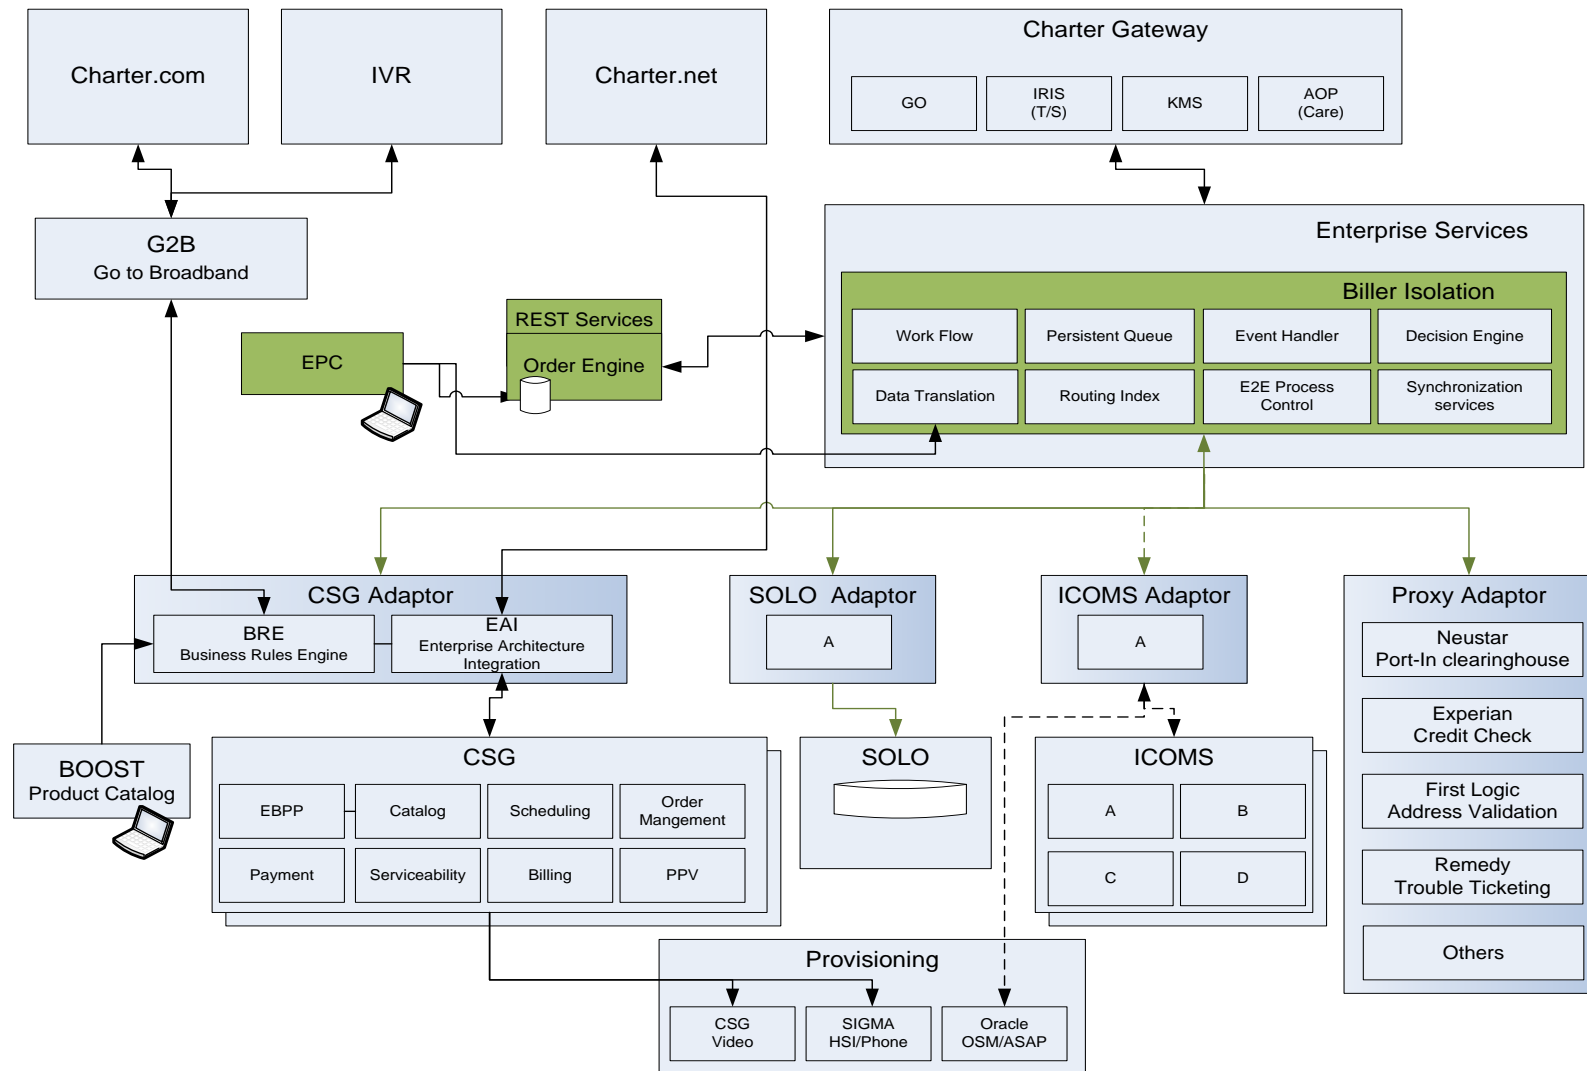 Charter.com
IVR
Charter.net
Charter Gateway
GO
IRIS
(T/S)
KMS
AOP
(Care)
G2B
Go to Broadband
Enterprise Services
Biller Isolation
Work Flow
Persistent Queue
Event Handler
Decision Engine
Data Translation
Routing Index
E2E Process
Control
Synchronization
services
REST Services
Order Engine
EPC
CSG Adaptor
BRE
Business Rules Engine
EAI
Enterprise Architecture
Integration
SOLO  Adaptor
A
ICOMS Adaptor
A
Proxy Adaptor
Neustar
Port-In clearinghouse
Experian
Credit Check
First Logic
Address Validation
Remedy
Trouble Ticketing
Others
BOOST
Product Catalog
CSG
EBPP
Catalog
Scheduling
Order
Mangement
Payment
Serviceability
Billing
PPV
SOLO
ICOMS
A
B
C
D
Provisioning
CSG
Video
SIGMA
HSI/Phone
Oracle
OSM/ASAP